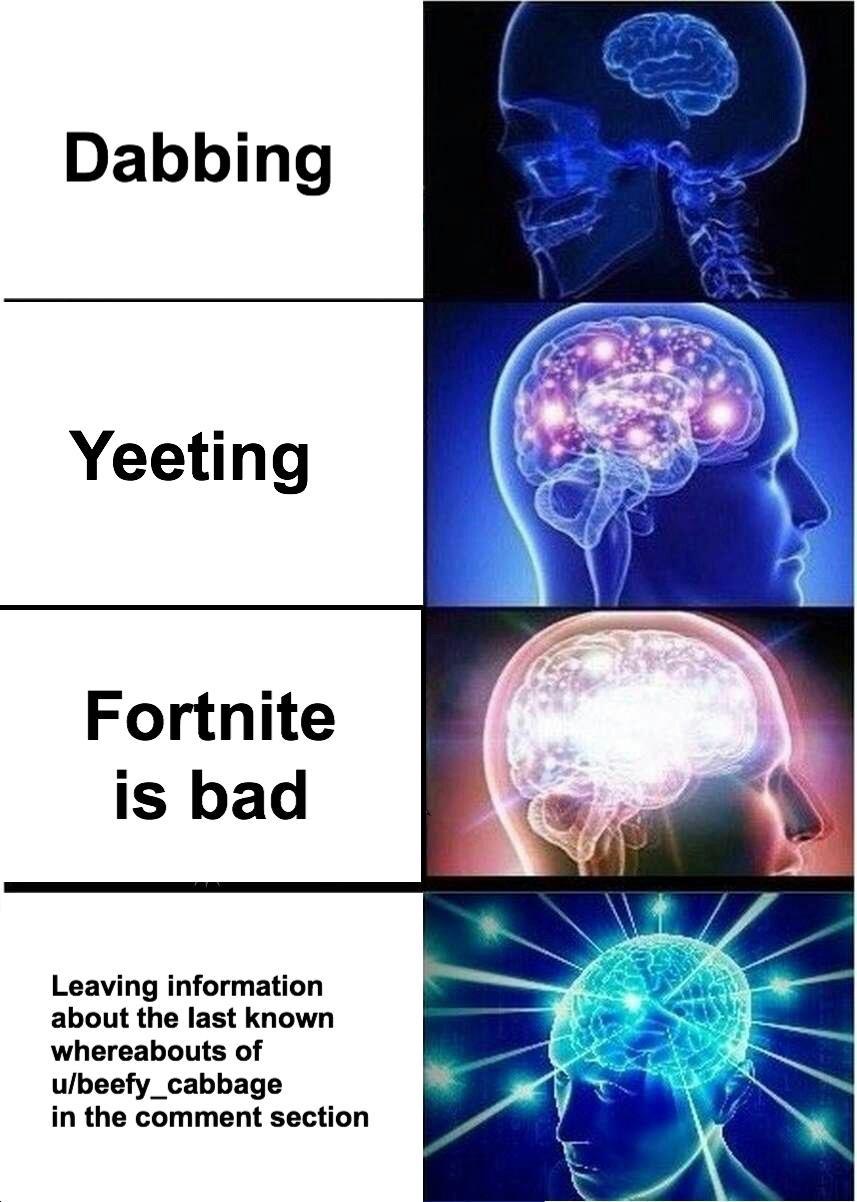 Dabbing
Yeeting
Fortnite
is bad
Leaving information
about the last known
whereabouts of
u/beefy_cabbage
in the comment section